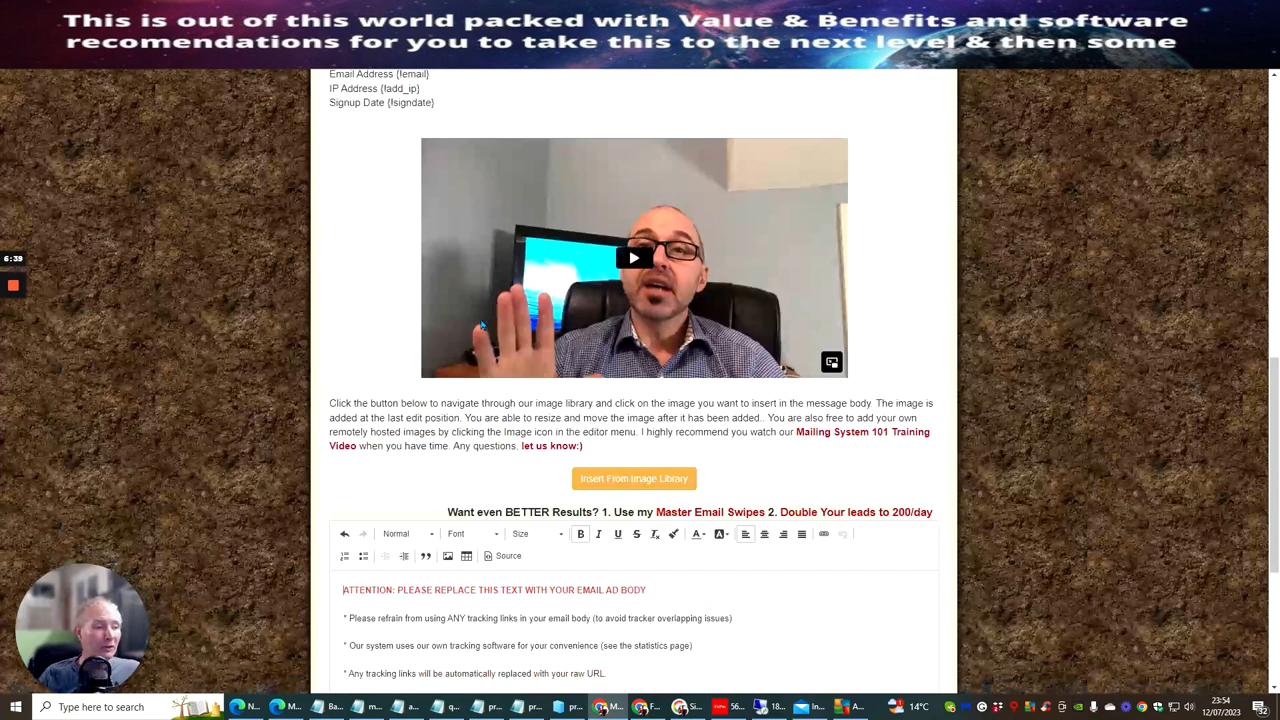 This is out of this world packed with Value & Benefits and software
recomendations for you to take this to the next level & then some
Email Address {!email}
IP Address {!add_ip}
Signup Date {!signdate}
6:39
Click the button below to navigate through our image library and click on the image you want to insert in the message body. The image is
added at the last edit position. You are able to resize and move the image after it has been added.. You are also free to add your own
remotely hosted images by clicking the Image icon in the editor menu. I highly recommend you watch our Mailing System 101 Training
Video when you have time. Any questions, let us know:)
Insert From Image Library
Want even BETTER Results? 1. Use my Master Email Swipes 2. Double Your leads to 200/day
Normal Font Size B I U S A A
Source
ATTENTION: PLEASE REPLACE THIS TEXT WITH YOUR EMAIL AD BODY
* Please refrain from using ANY tracking links in your email body (to avoid tracker overlapping issues)
* Our system uses our own tracking software for your convenience (see the statistics page)
* Any tracking links will be automatically replaced with your raw URL.
Type here to search
N... M... Ba... m... a... q... pr... pr... pr... M... F... Si... 56... 18... In... A... 14°C
23:54
12/07/2023